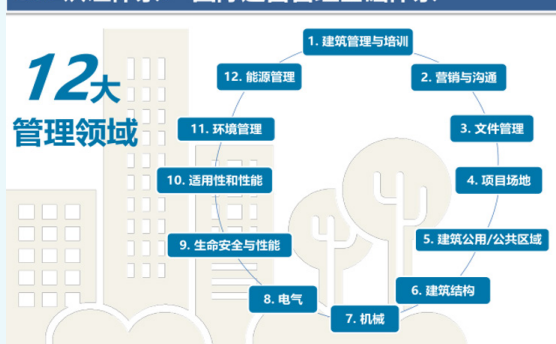 12大
管理领域
1. 建筑管理与培训
2. 营销与沟通
3. 文件管理
4. 项目场地
5. 建筑公用/公共区域
6. 建筑结构
7. 机械
8. 电气
9. 生命安全与性能
10. 适用性和性能
11. 环境管理
12. 能源管理